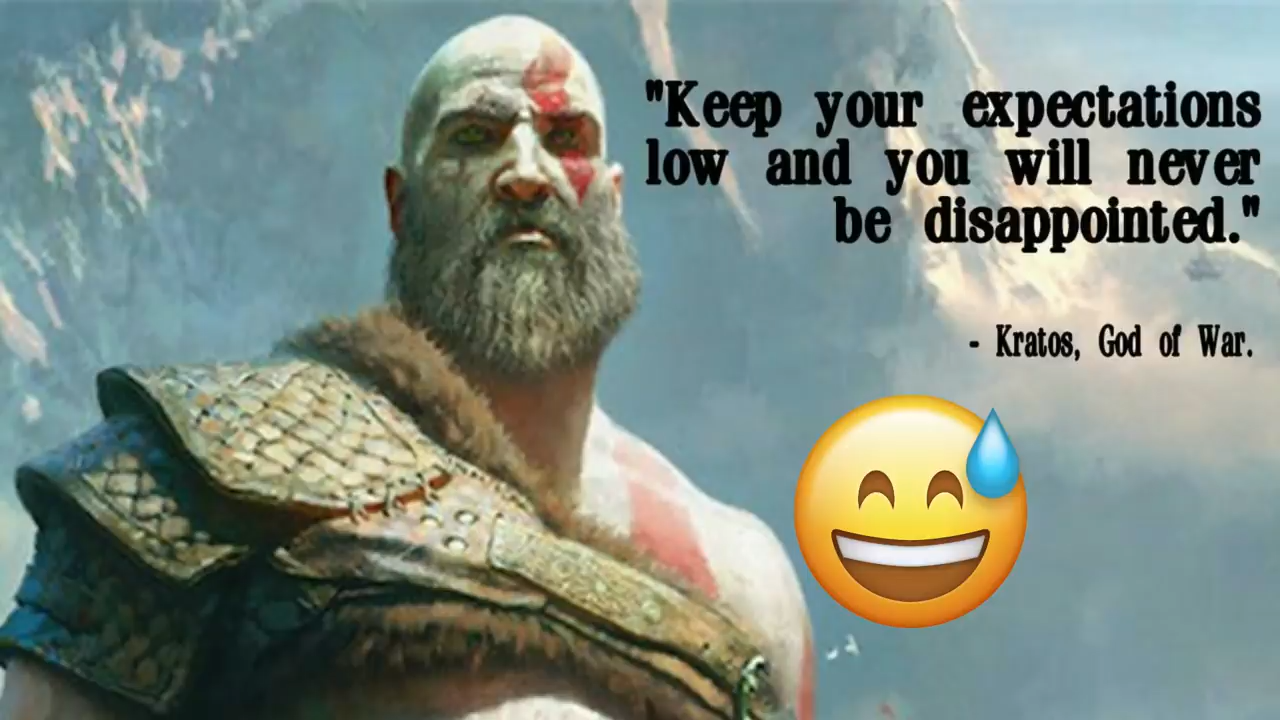 "Keep your expectations
low and you will never
be disappointed."
- Kratos, God of War.